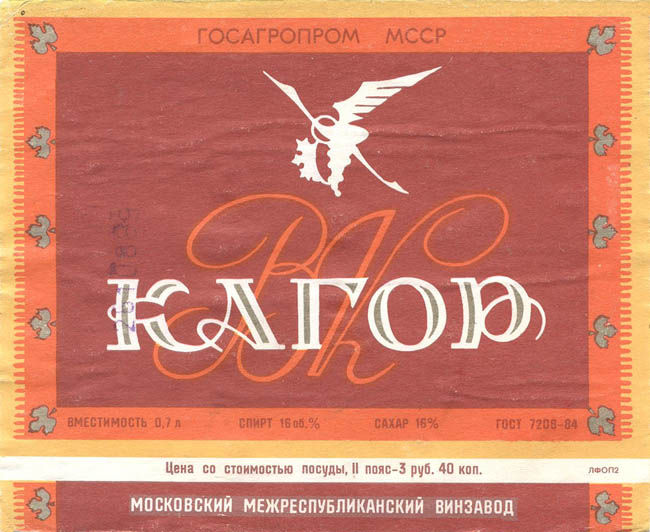 ГОСАГРОПРОМ МССР
ВК
КАГОР
ВМЕСТИМОСТЬ 0,7 л СПИРТ 16 об.% САХАР 16% ГОСТ 7208-84
Цена со стоимостью посуды, II пояс-3 руб. 40 коп.
ЛФОП2
МОСКОВСКИЙ МЕЖРЕСПУБЛИКАНСКИЙ ВИНЗАВОД